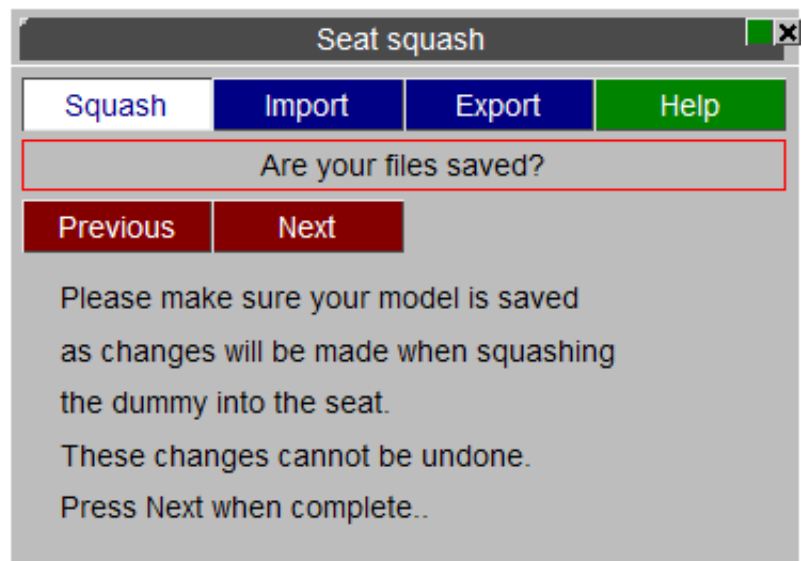 Seat squash
Squash Import Export Help
Are your files saved?
Previous Next
Please make sure your model is saved
as changes will be made when squashing
the dummy into the seat.
These changes cannot be undone.
Press Next when complete..